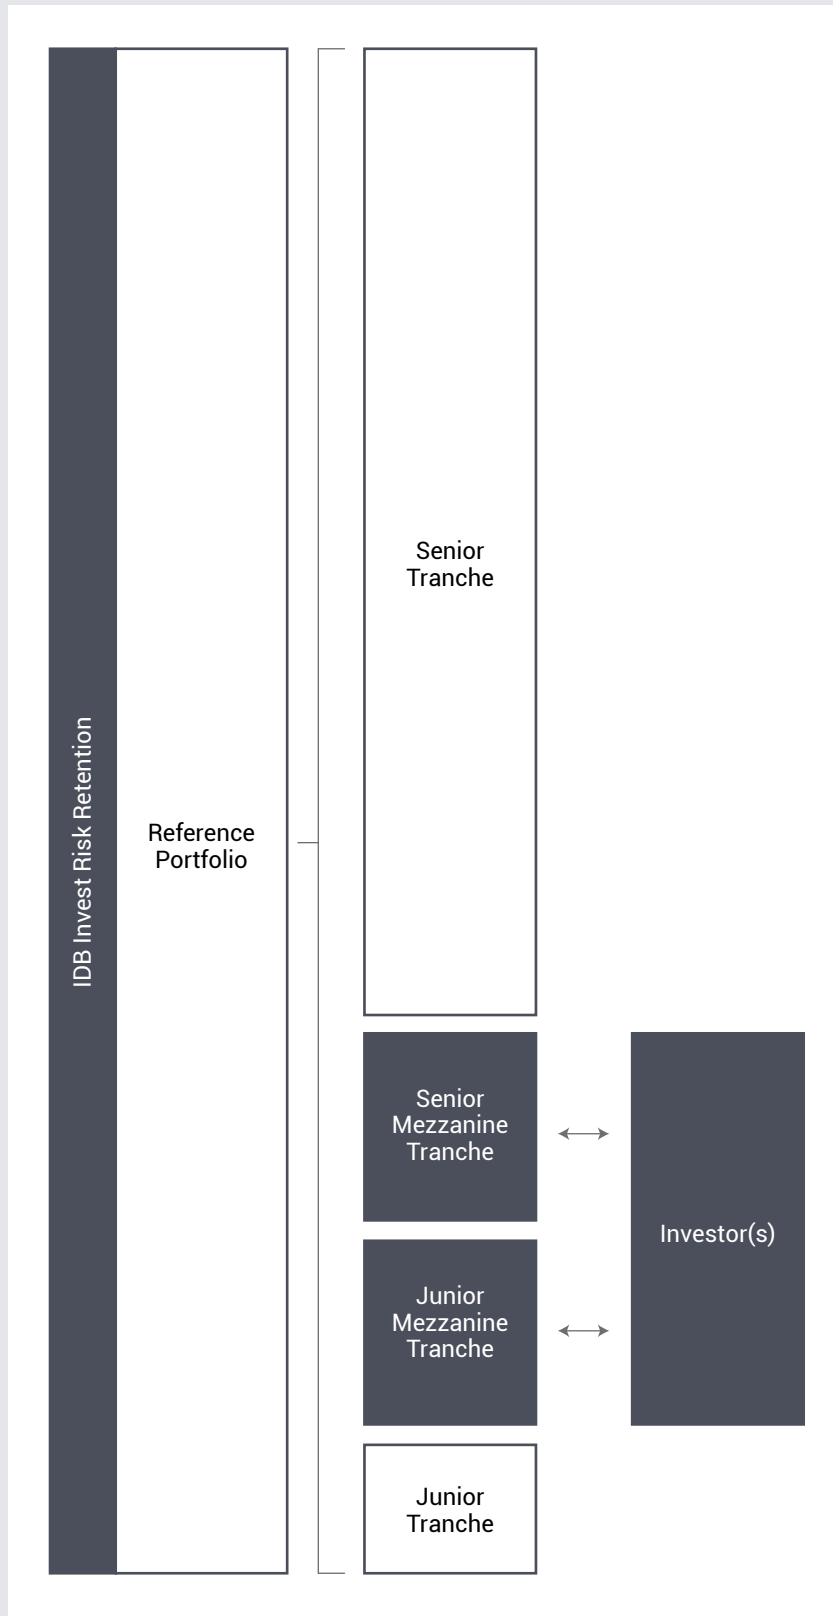 IDB Invest Risk Retention
Reference
Portfolio
Senior
Tranche
Senior
Mezzanine
Tranche
Junior
Mezzanine
Tranche
Investor(s)
Junior
Tranche